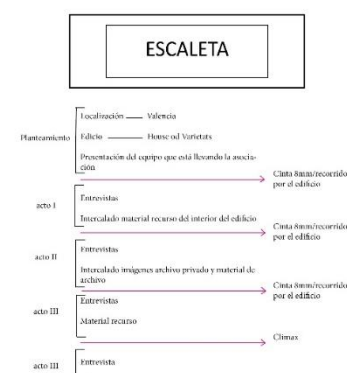 ESCALETA
Localización Valencia
Planteamiento Edicio House od Varietats
Presentación del equipo que está llevando la asocia-
ción
Cinta 8mm/recorrido
por el edificio
Entrevistas
acto I
Intercalado material recurso del interior del edificio
Cinta 8mm/recorrido
por el edificio
Entrevistas
acto II
Intercalado imágenes archivo privado y material de
archivo
Cinta 8mm/recorrido
por el edificio
Entrevistas
acto III
Material recurso
Climax
acto III Entrevista